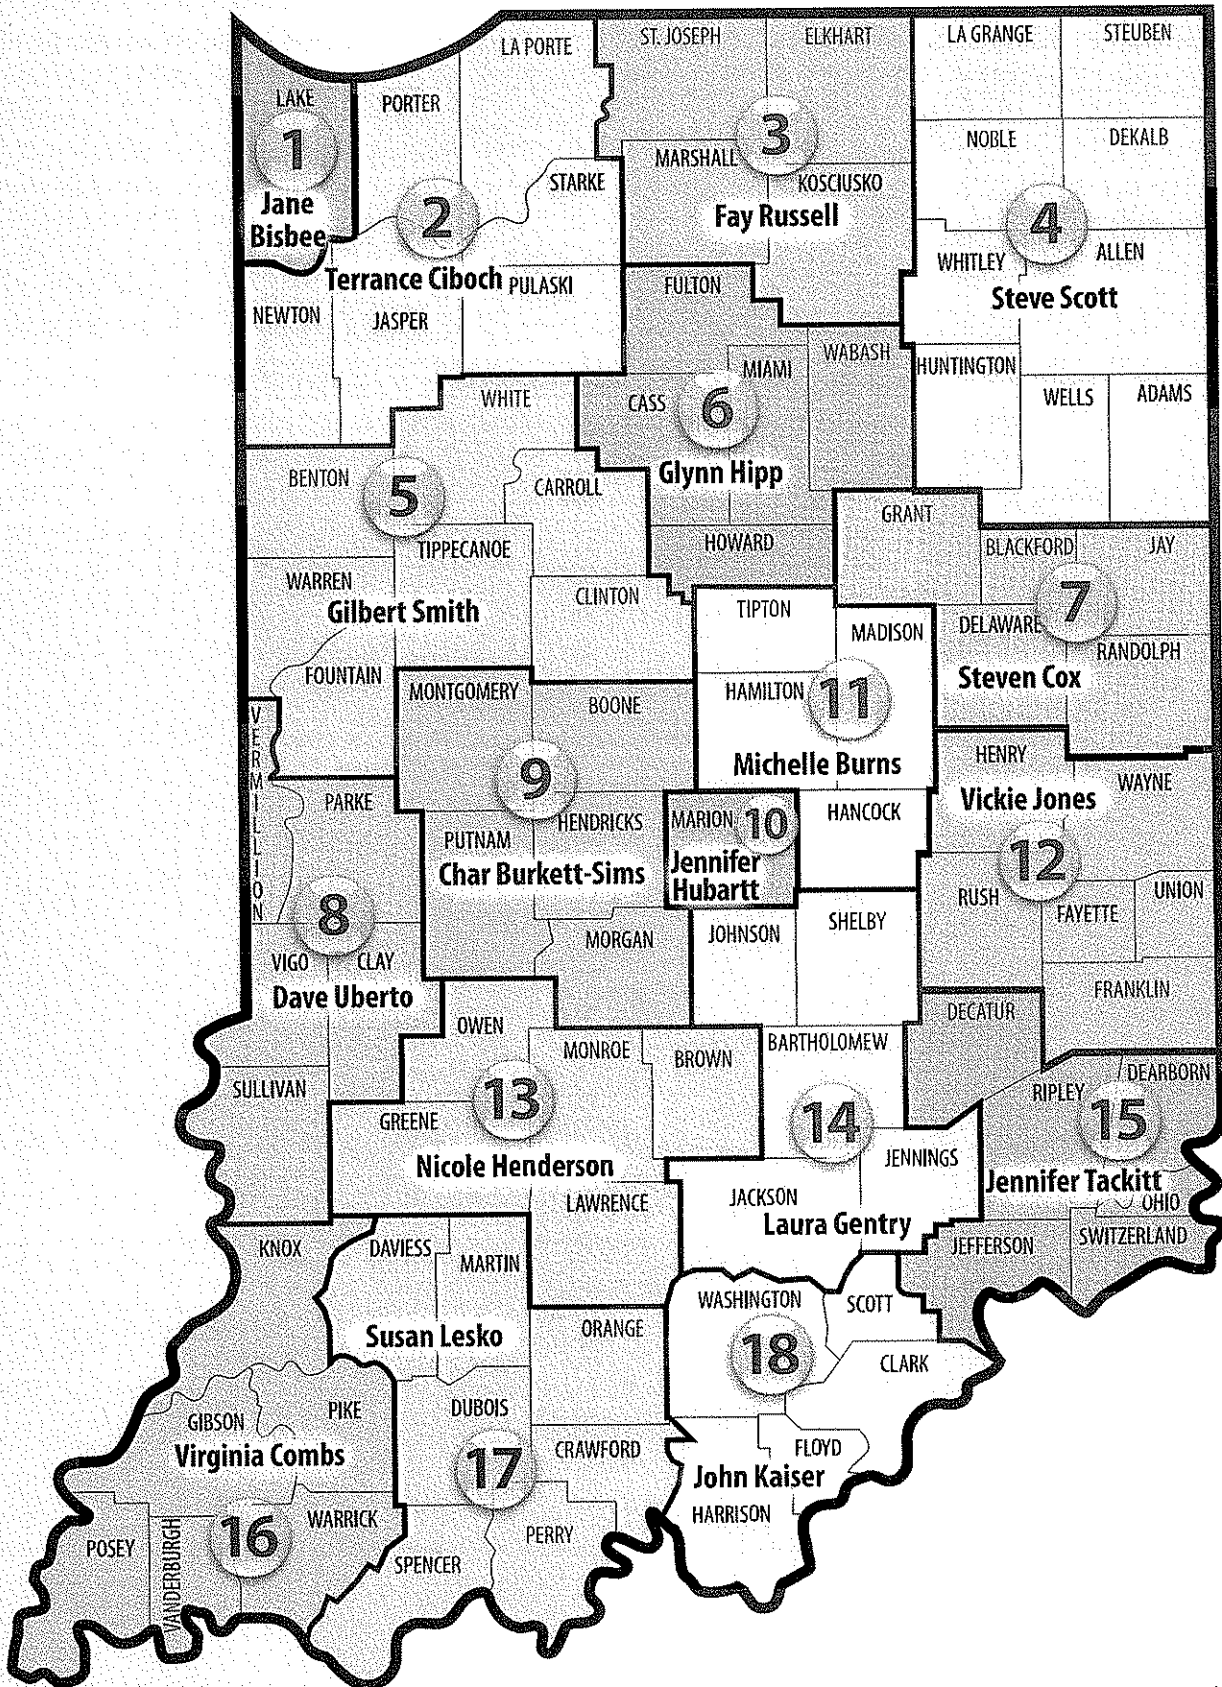 LA PORTE
ST. JOSEPH
ELKHART
LA GRANGE
STEUBEN
LAKE
PORTER
1
3
NOBLE
DEKALB
MARSHALL
KOSCIUSKO
STARKE
Jane
Bisbee
2
Fay Russell
4
WHITLEY
ALLEN
Terrance Ciboch
PULASKI
FULTON
Steve Scott
NEWTON
JASPER
MIAMI
WABASH
HUNTINGTON
WHITE
CASS
6
WELLS
ADAMS
BENTON
5
CARROLL
Glynn Hipp
GRANT
HOWARD
BLACKFORD
JAY
TIPPECANOE
WARREN
Gilbert Smith
CLINTON
TIPTON
MADISON
7
DELAWARE
RANDOLPH
FOUNTAIN
MONTGOMERY
BOONE
HAMILTON
11
Steven Cox
VERMILLION
9
Michelle Burns
HENRY
WAYNE
Vickie Jones
PARKE
PUTNAM
HENDRICKS
MARION
10
HANCOCK
Char Burkett-Sims
Jennifer
Hubartt
12
RUSH
FAYETTE
UNION
8
MORGAN
JOHNSON
SHELBY
VIGO
CLAY
Dave Uberto
FRANKLIN
DECATUR
OWEN
MONROE
BROWN
BARTHOLOMEW
SULLIVAN
13
RIPLEY
DEARBORN
GREENE
14
15
Nicole Henderson
JENNINGS
Jennifer Tackitt
LAWRENCE
JACKSON
OHIO
Laura Gentry
KNOX
DAVIESS
MARTIN
JEFFERSON
SWITZERLAND
WASHINGTON
SCOTT
Susan Lesko
ORANGE
18
CLARK
GIBSON
PIKE
DUBOIS
Virginia Combs
CRAWFORD
FLOYD
17
John Kaiser
HARRISON
POSEY
VANDERBURGH
16
WARRICK
PERRY
SPENCER